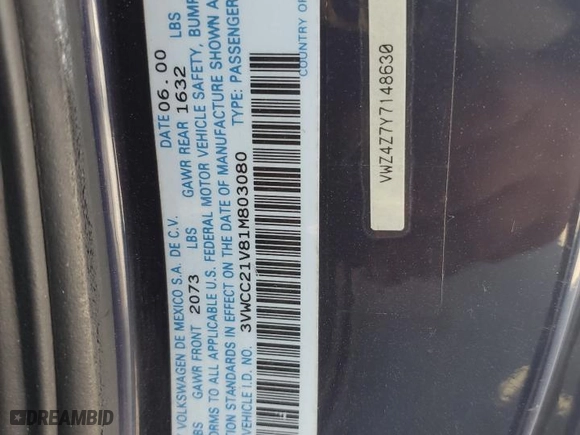 VOLKSWAGEN DE MEXICO S.A. DE C.V. DATE 06.00
LBS GAWR FRONT 2073 LBS GAWR REAR 1632 LBS
TO ALL APPLICABLE U.S. FEDERAL MOTOR VEHICLE SAFETY, BUMP
STANDARDS IN EFFECT ON THE DATE OF MANUFACTURE SHOWN A
VEHICLE I.D. NO. 3VWCC21V81M803080 TYPE: PASSENGER
COUNTRY OF
VWZ4Z7Y7148630
DREAMBID